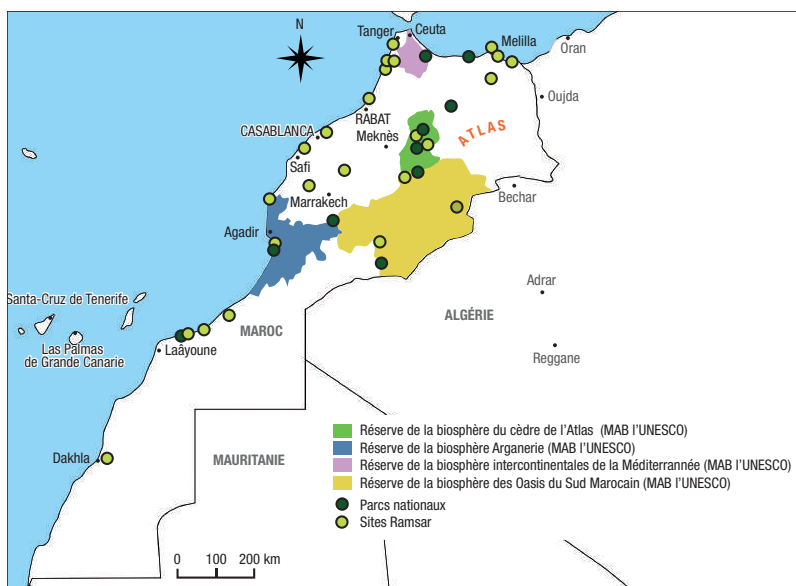 N
Tanger
Ceuta
Melilla
Oran
Oujda
RABAT
CASABLANCA
Meknès
ATLAS
Safi
Marrakech
Bechar
Agadir
Santa-Cruz de Tenerife
Adrar
ALGÉRIE
MAROC
Las Palmas
de Grande Canarie
Laâyoune
Reggane
Réserve de la biosphère du cèdre de l'Atlas (MAB l'UNESCO)
Réserve de la biosphère Arganerie (MAB l'UNESCO)
MAURITANIE
Réserve de la biosphère intercontinentales de la Méditerrannée (MAB l'UNESCO)
Dakhla
Réserve de la biosphère des Oasis du Sud Marocain (MAB l'UNESCO)
Parcs nationaux
Sites Ramsar
0 100 200 km